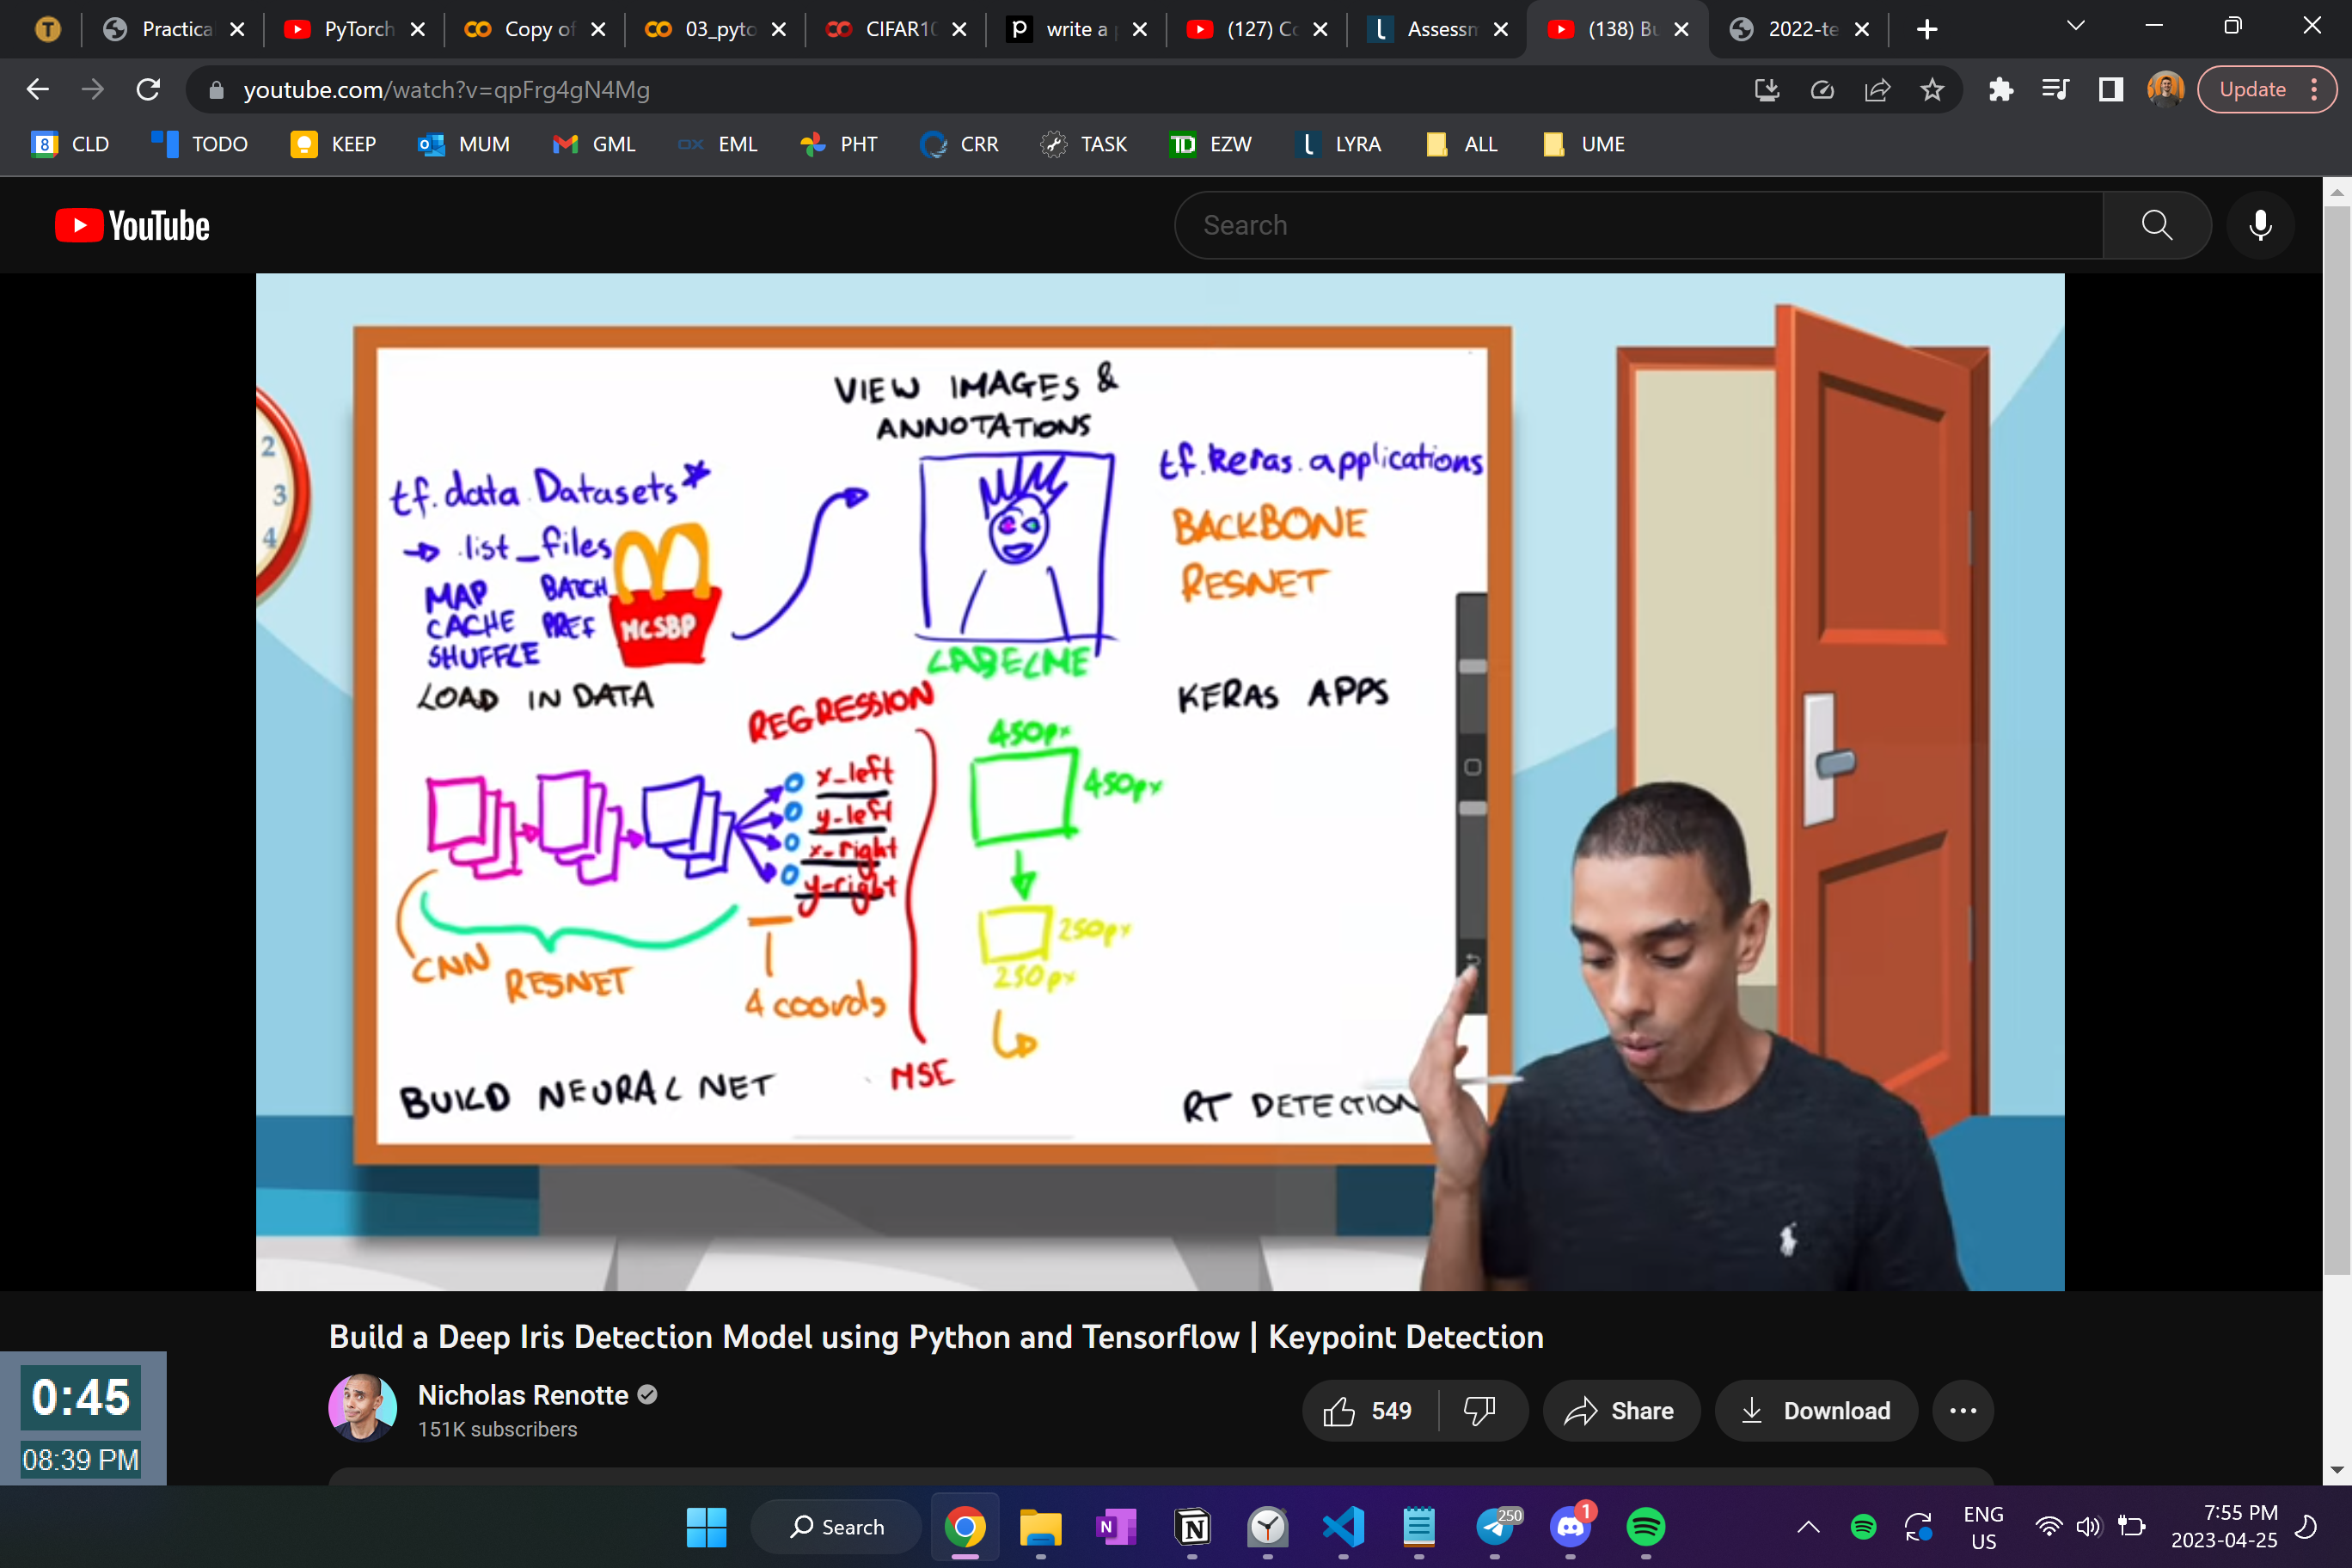 Practica
PyTorch
Copy of
03_pyto
CIFAR10
write a p
(127) Co
Assessm
(138) Bu
2022-te
youtube.com/watch?v=qpFrg4gN4Mg
Update
CLD
TODO
KEEP
MUM
GML
EML
PHT
CRR
TASK
EZW
LYRA
ALL
UME
YouTube
Search
VIEW IMAGES &
ANNOTATIONS
tf.data.Datasets*
.list_files
MAP BATCH
CACHE PREF
SHUFFLE
MCSBP
LOAD IN DATA
LABELME
tf.keras.applications
BACKBONE
RESNET
KERAS APPS
REGRESSION
x_left
y_left
x-right
y-right
CNN
RESNET
4 coords
MSE
BUILD NEURAL NET
450px
450px
250px
250px
RT DETECTION
2
3
4
Build a Deep Iris Detection Model using Python and Tensorflow | Keypoint Detection
Nicholas Renotte
151K subscribers
549
Share
Download
0:45
08:39 PM
Search
250
1
ENG
US
7:55 PM
2023-04-25